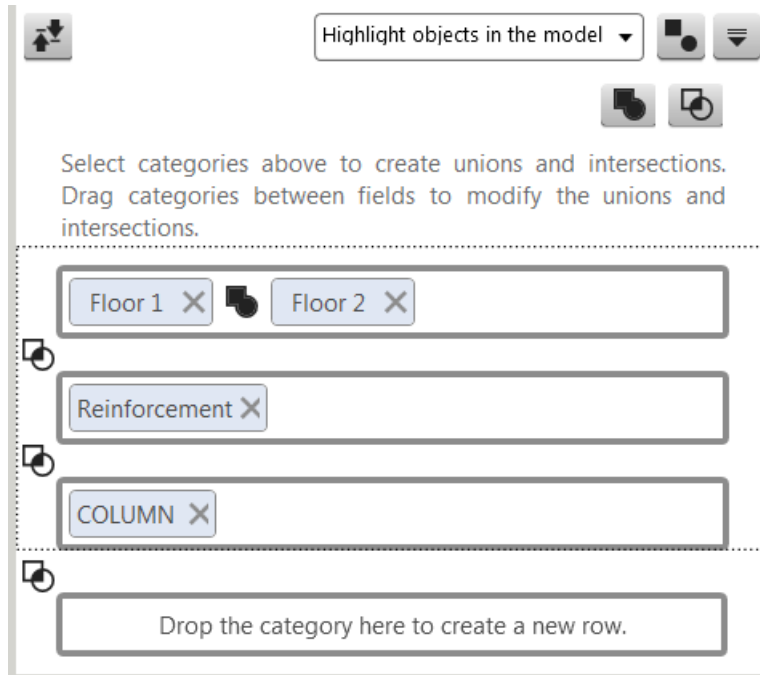 Highlight objects in the model
Select categories above to create unions and intersections.
Drag categories between fields to modify the unions and
intersections.
Floor 1 Floor 2
Reinforcement
COLUMN
Drop the category here to create a new row.